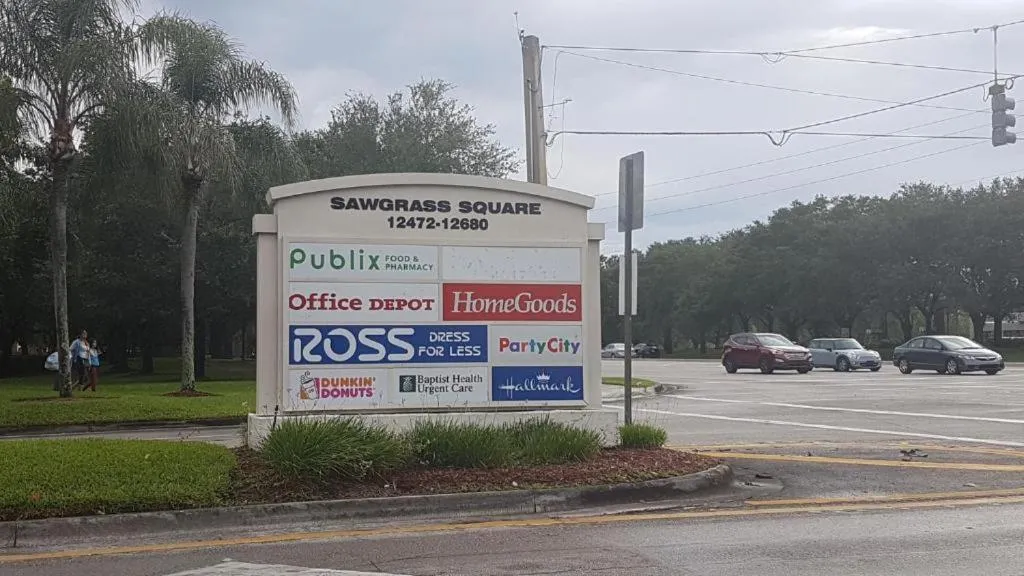 SAWGRASS SQUARE
12472-12680
Publix FOOD &
PHARMACY
Office DEPOT
HomeGoods
ROSS DRESS
FOR LESS
PartyCity
DUNKIN'
DONUTS
Baptist Health
Urgent Care
Hallmark